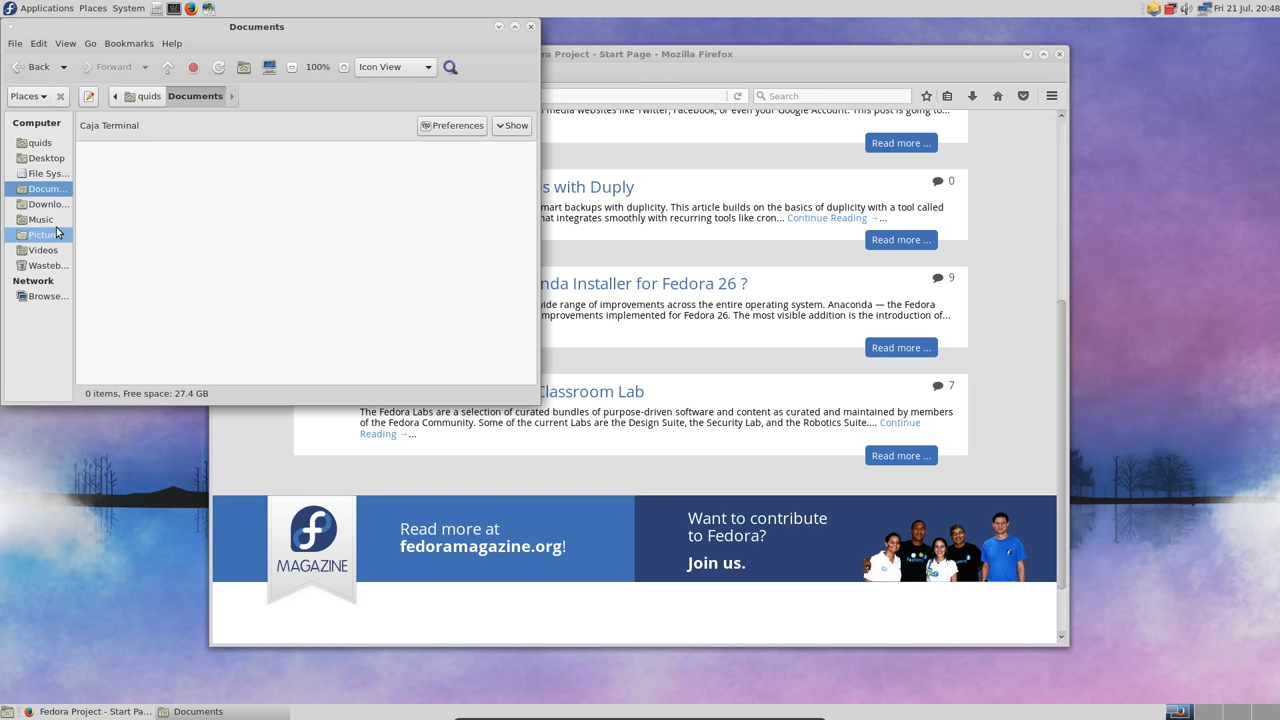 Applications Places System
Fri 21 Jul, 20:48
Documents
File Edit View Go Bookmarks Help
Back Forward 100% Icon View
Places quids Documents
Computer
quids
Desktop
File Sys...
Docum...
Downlo...
Music
Pictur
Videos
Wasteb...
Network
Browse...
Caja Terminal Preferences Show
0 items, Free space: 27.4 GB
ra Project - Start Page - Mozilla Firefox
Search
media websites like Twitter, Facebook, or even your Google Account. This post is going to...
Read more ...
s with Duply
0
mart backups with duplicity. This article builds on the basics of duplicity with a tool called
hat integrates smoothly with recurring tools like cron... Continue Reading →...
Read more ...
nda Installer for Fedora 26 ?
9
wide range of improvements across the entire operating system. Anaconda — the Fedora
mprovements implemented for Fedora 26. The most visible addition is the introduction of...
Read more ...
Classroom Lab
7
The Fedora Labs are a selection of curated bundles of purpose-driven software and content as curated and maintained by members
of the Fedora Community. Some of the current Labs are the Design Suite, the Security Lab, and the Robotics Suite.... Continue
Reading →...
Read more ...
MAGAZINE
Read more at
fedoramagazine.org!
Want to contribute
to Fedora?
Join us.
Fedora Project - Start Pa...
Documents